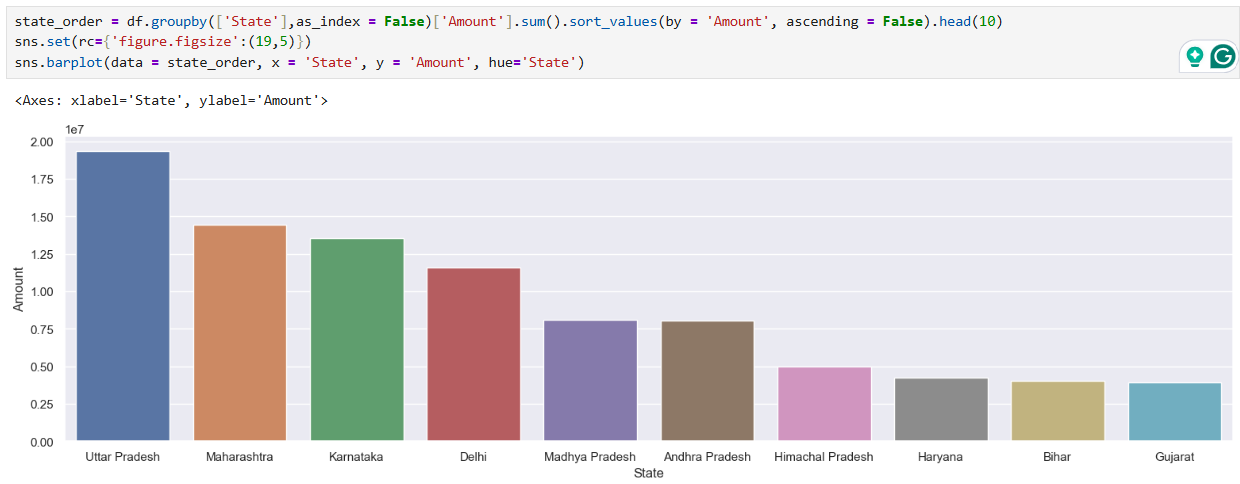 state_order = df.groupby(['State'],as_index = False)['Amount'].sum().sort_values(by = 'Amount', ascending = False).head(10)
sns.set(rc={'figure.figsize':(19,5)})
sns.barplot(data = state_order, x = 'State', y = 'Amount', hue='State')
<Axes: xlabel='State', ylabel='Amount'>
1e7
2.00
1.75
1.50
1.25
1.00
0.75
0.50
0.25
0.00
Amount
Uttar Pradesh Maharashtra Karnataka Delhi Madhya Pradesh Andhra Pradesh Himachal Pradesh Haryana Bihar Gujarat
State